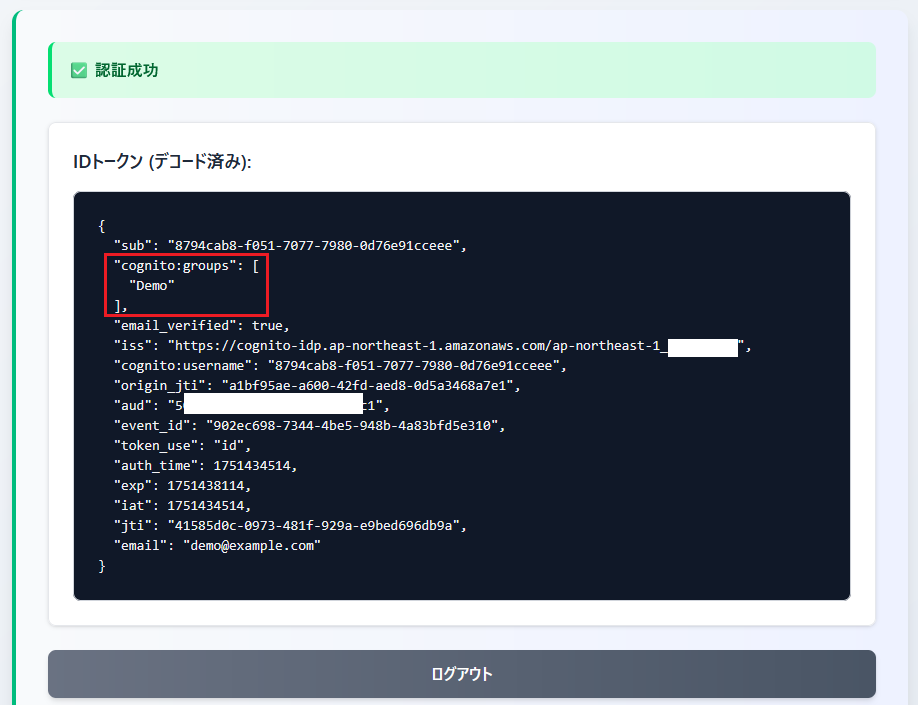 認証成功
IDトークン (デコード済み):
{
"sub": "8794cab8-f051-7077-7980-0d76e91cceee",
"cognito:groups": [
"Demo"
],
"email_verified": true,
"iss": "https://cognito-idp.ap-northeast-1.amazonaws.com/ap-northeast-1_ ",
"cognito:username": "8794cab8-f051-7077-7980-0d76e91cceee",
"origin_jti": "a1bf95ae-a600-42fd-aed8-0d5a3468a7e1",
"aud": "5 1",
"event_id": "902ec698-7344-4be5-948b-4a83bfd5e310",
"token_use": "id",
"auth_time": 1751434514,
"exp": 1751438114,
"iat": 1751434514,
"jti": "41585d0c-0973-481f-929a-e9bed696db9a",
"email": "demo@example.com"
}
ログアウト